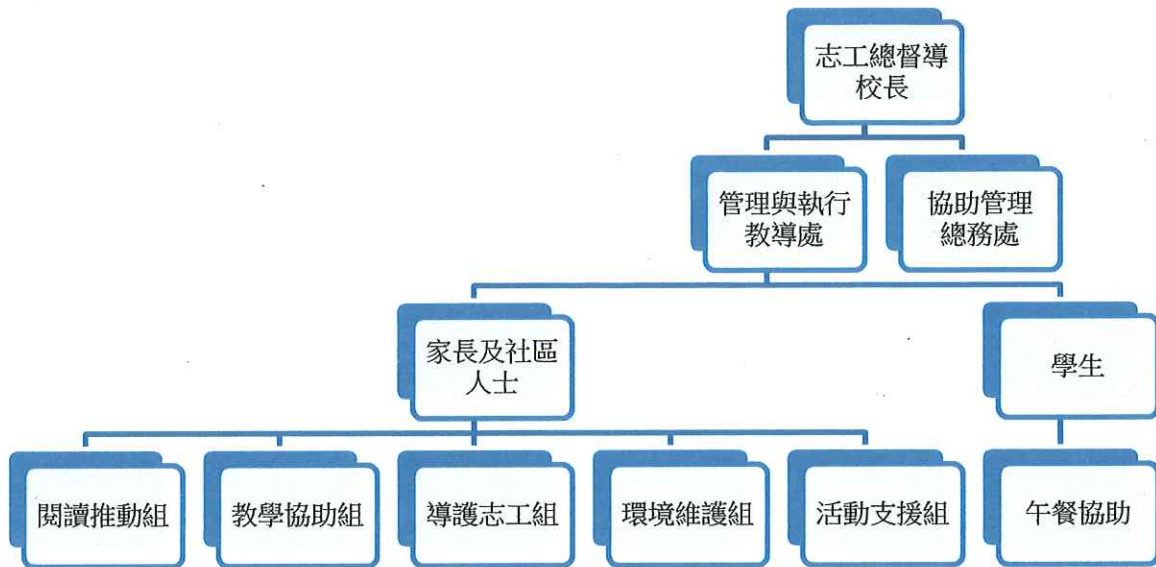 志工總督導
校長
管理與執行
教導處
協助管理
總務處
家長及社區
人士
學生
閱讀推動組
教學協助組
導護志工組
環境維護組
活動支援組
午餐協助